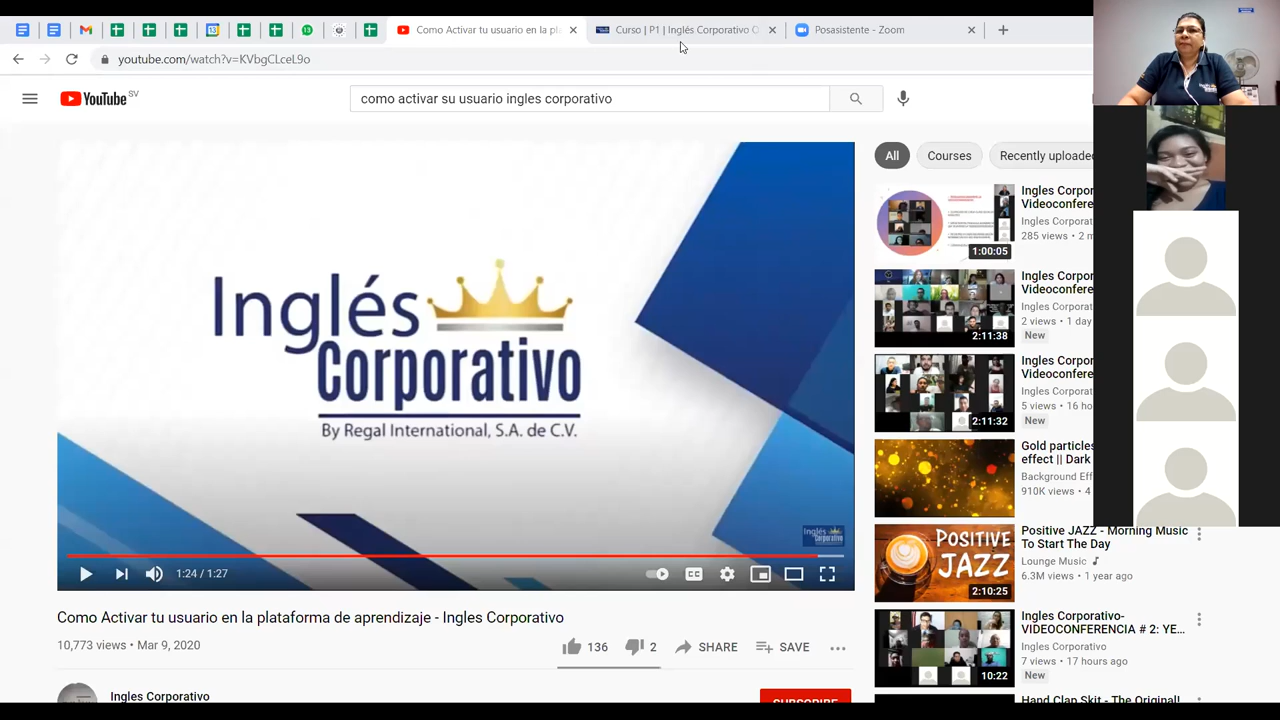 Como Activar tu usuario en la pl
Curso | P1 | Inglés Corporativo O
Posasistente - Zoom
youtube.com/watch?v=KVbgCLceL9o
YouTube SV
como activar su usuario ingles corporativo
All
Courses
Recently uploaded
Inglés
Corporativo
By Regal International, S.A. de C.V.
Inglés
Corporativo
1:24 / 1:27
CC
Como Activar tu usuario en la plataforma de aprendizaje - Ingles Corporativo
10,773 views • Mar 9, 2020
136
2
SHARE
SAVE
Ingles Corporativo
SUBSCRIBE
Ingles Corpor
Videoconfere
Ingles Corporat
285 views • 2 m
1:00:05
Ingles Corpor
Videoconfere
Ingles Corporat
2 views • 1 day
New
2:11:38
Ingles Corpor
Videoconfere
Ingles Corporat
5 views • 16 ho
New
2:11:32
Gold particles
effect || Dark
Background Eff
910K views • 4
POSITIVE
JAZZ
2:10:25
Positive JAZZ - Morning Music
To Start The Day
Lounge Music
6.3M views • 1 year ago
Ingles Corporativo-
VIDEOCONFERENCIA # 2: YE...
Ingles Corporativo
7 views • 17 hours ago
New
10:22
Hand Clap Skit - The Original!